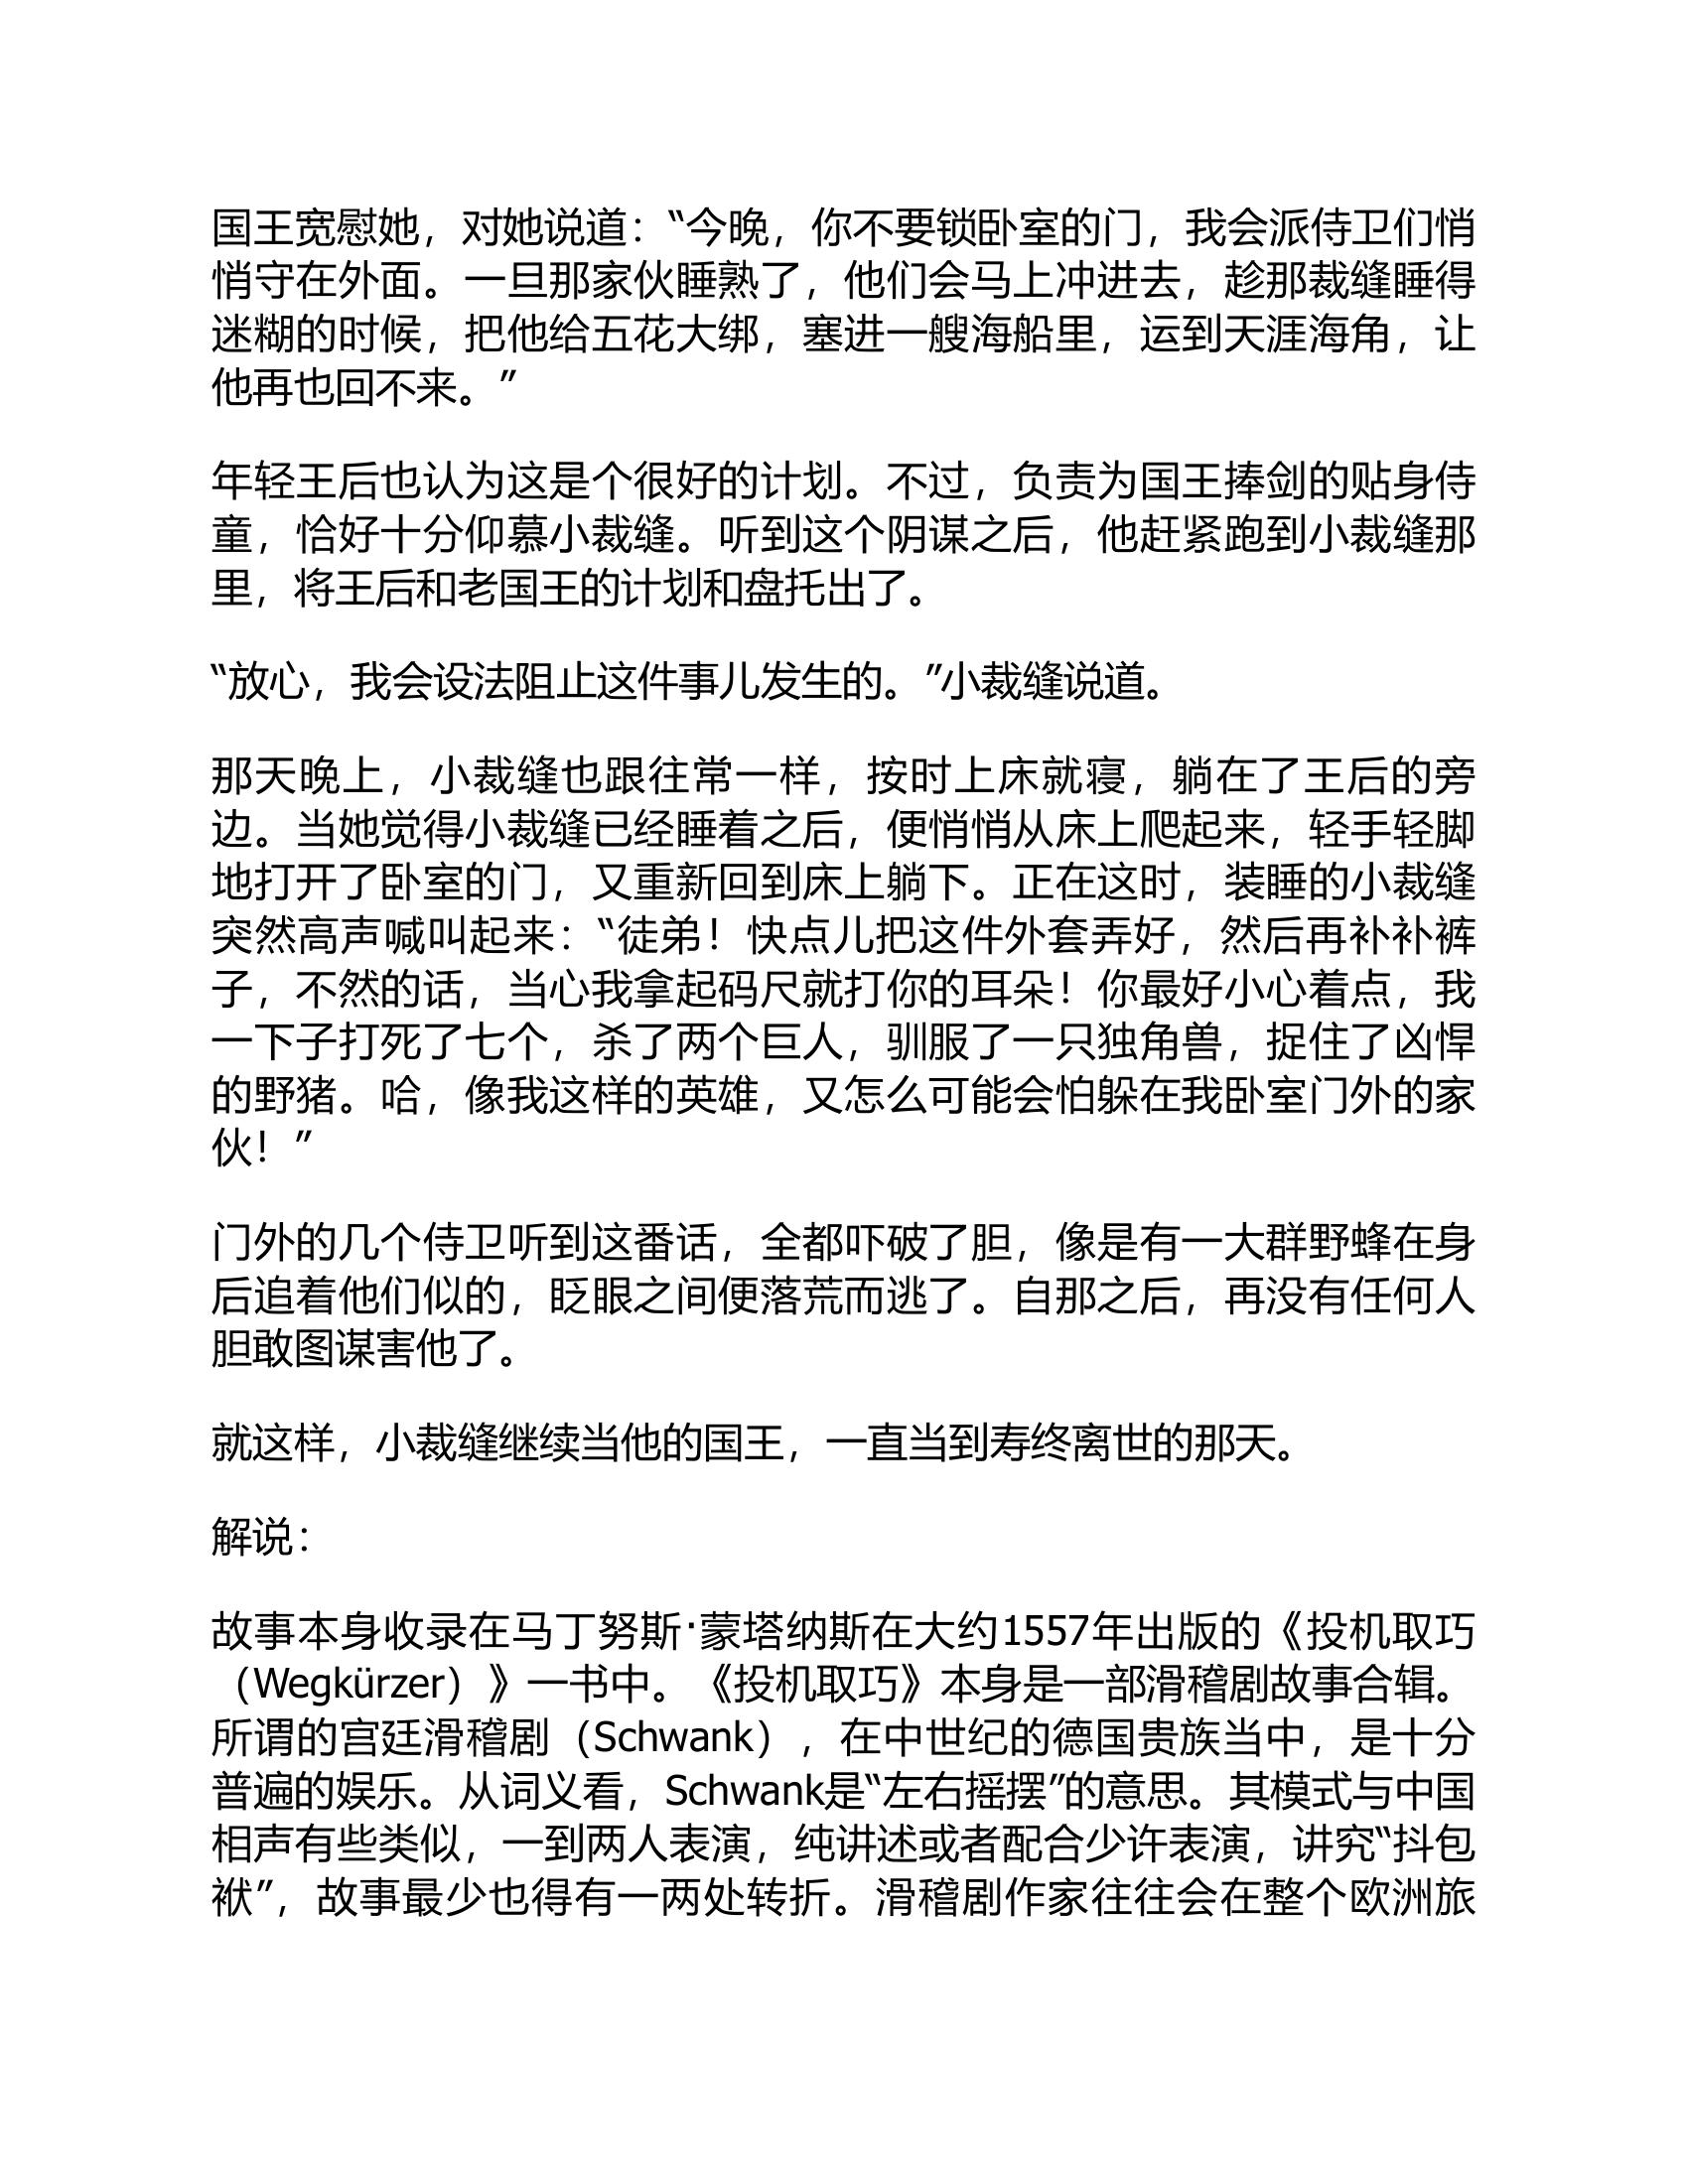 国王宽慰她，对她说道：“今晚，你不要锁卧室的门，我会派侍卫们悄
悄守在外面。一旦那家伙睡熟了，他们会马上冲进去，趁那裁缝睡得
迷糊的时候，把他给五花大绑，塞进一艘海船里，运到天涯海角，让
他再也回不来。”
年轻王后也认为这是个很好的计划。不过，负责为国王捧剑的贴身侍
童，恰好十分仰慕小裁缝。听到这个阴谋之后，他赶紧跑到小裁缝那
里，将王后和老国王的计划和盘托出了。
“放心，我会设法阻止这件事儿发生的。”小裁缝说道。
那天晚上，小裁缝也跟往常一样，按时上床就寝，躺在了王后的旁
边。当她觉得小裁缝已经睡着之后，便悄悄从床上爬起来，轻手轻脚
地打开了卧室的门，又重新回到床上躺下。正在这时，装睡的小裁缝
突然高声喊叫起来：“徒弟！快点儿把这件外套弄好，然后再补补裤
子，不然的话，当心我拿起码尺就打你的耳朵！你最好小心着点，我
一下子打死了七个，杀了两个巨人，驯服了一只独角兽，捉住了凶悍
的野猪。哈，像我这样的英雄，又怎么可能会怕躲在我卧室门外的家
伙！”
门外的几个侍卫听到这番话，全都吓破了胆，像是有一大群野蜂在身
后追着他们似的，眨眼之间便落荒而逃了。自那之后，再没有任何人
胆敢图谋害他了。
就这样，小裁缝继续当他的国王，一直当到寿终离世的那天。
解说：
故事本身收录在马丁努斯·蒙塔纳斯在大约1557年出版的《投机取巧
（Wegkürzer）》一书中。《投机取巧》本身是一部滑稽剧故事合辑。
所谓的宫廷滑稽剧（Schwank），在中世纪的德国贵族当中，是十分
普遍的娱乐。从词义看，Schwank是“左右摇摆”的意思。其模式与中国
相声有些类似，一到两人表演，纯讲述或者配合少许表演，讲究“抖包
袱”，故事最少也得有一两处转折。滑稽剧作家往往会在整个欧洲旅